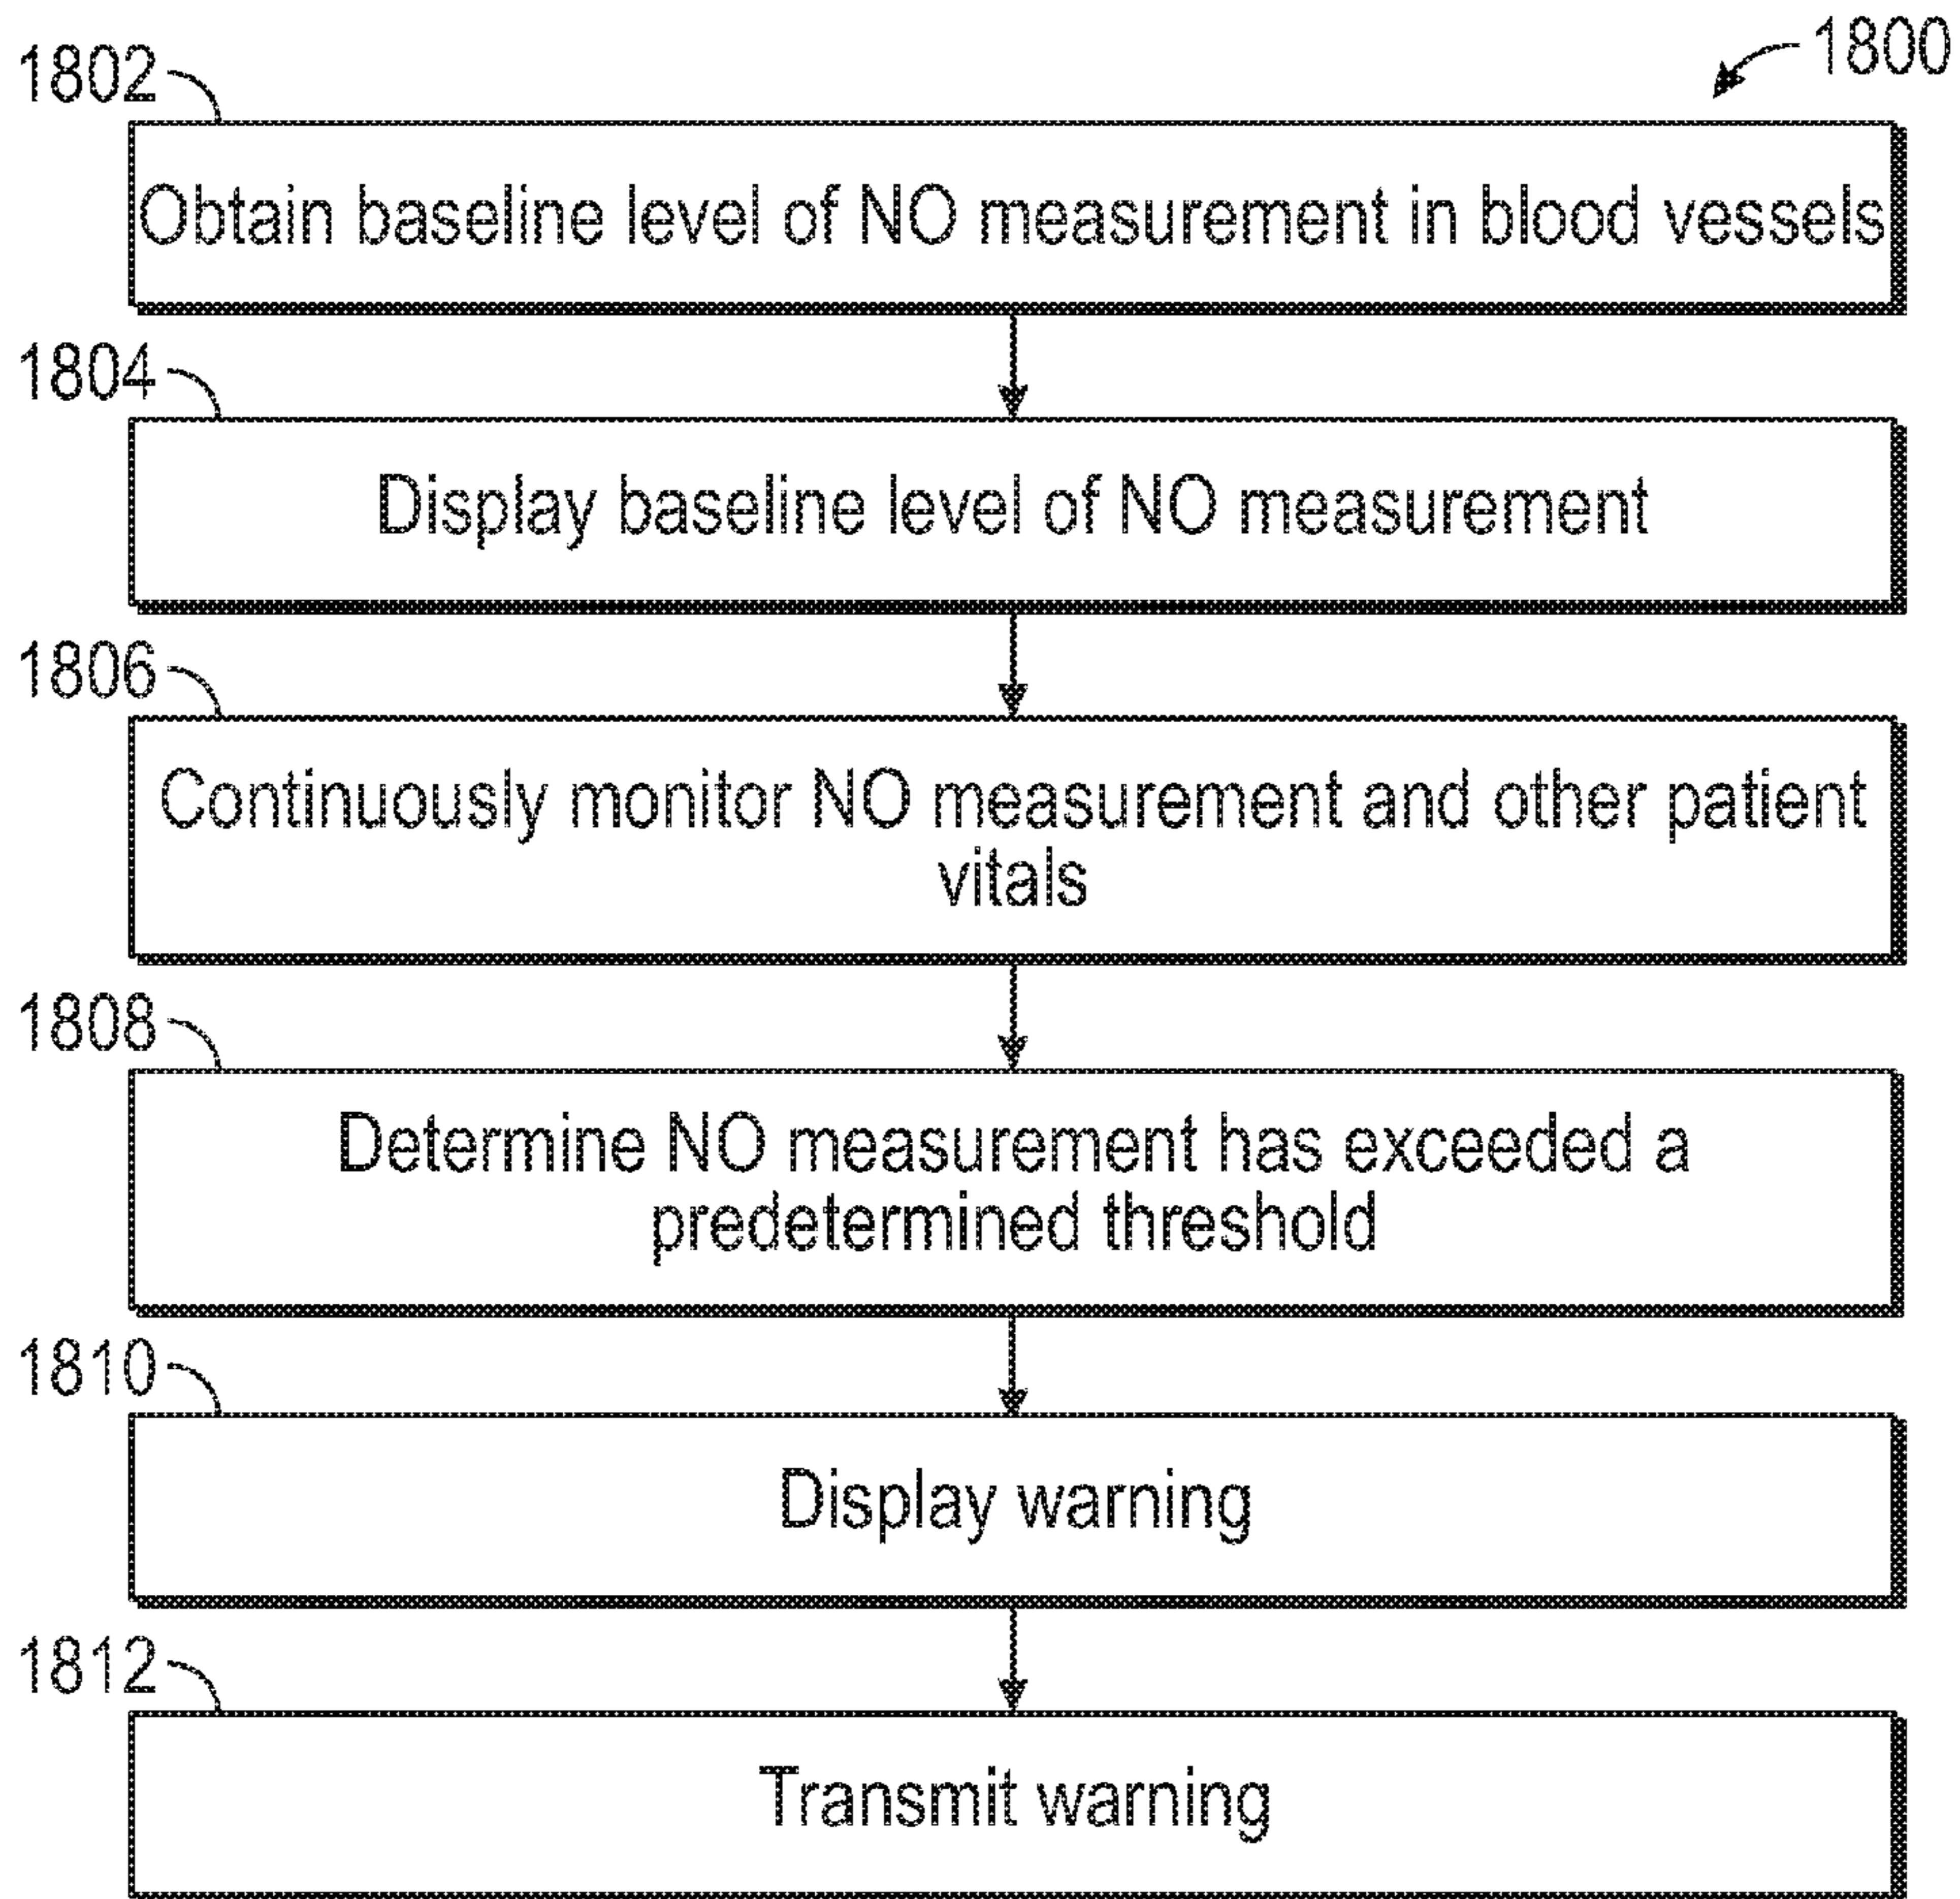 1800
1802
Obtain baseline level of NO measurement in blood vessels
1804
Display baseline level of NO measurement
1806
Continuously monitor NO measurement and other patient
vitals
1808
Determine NO measurement has exceeded a
predetermined threshold
1810
Display warning
1812
Transmit warning